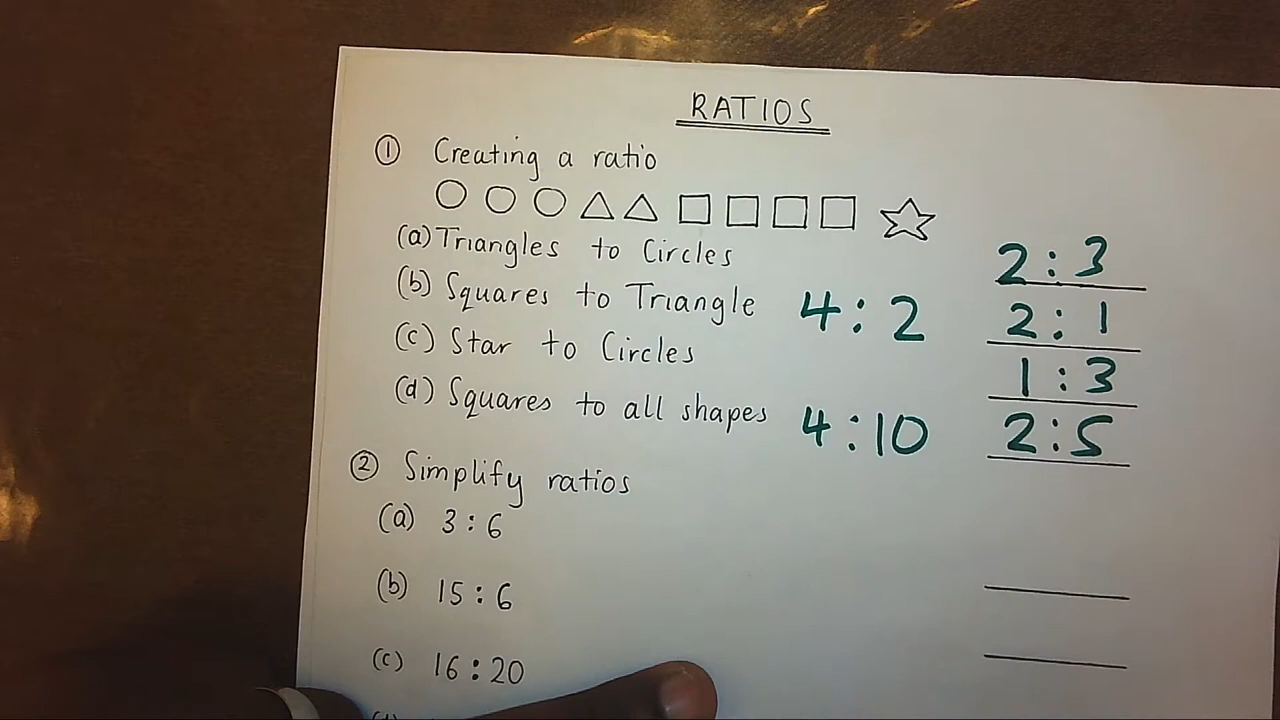 RATIOS
① Creating a ratio
(a) Triangles to Circles 2:3
(b) Squares to Triangle 4:2 2:1
(c) Star to Circles 1:3
(d) Squares to all shapes 4:10 2:5
② Simplify ratios
(a) 3:6
(b) 15:6
(c) 16:20